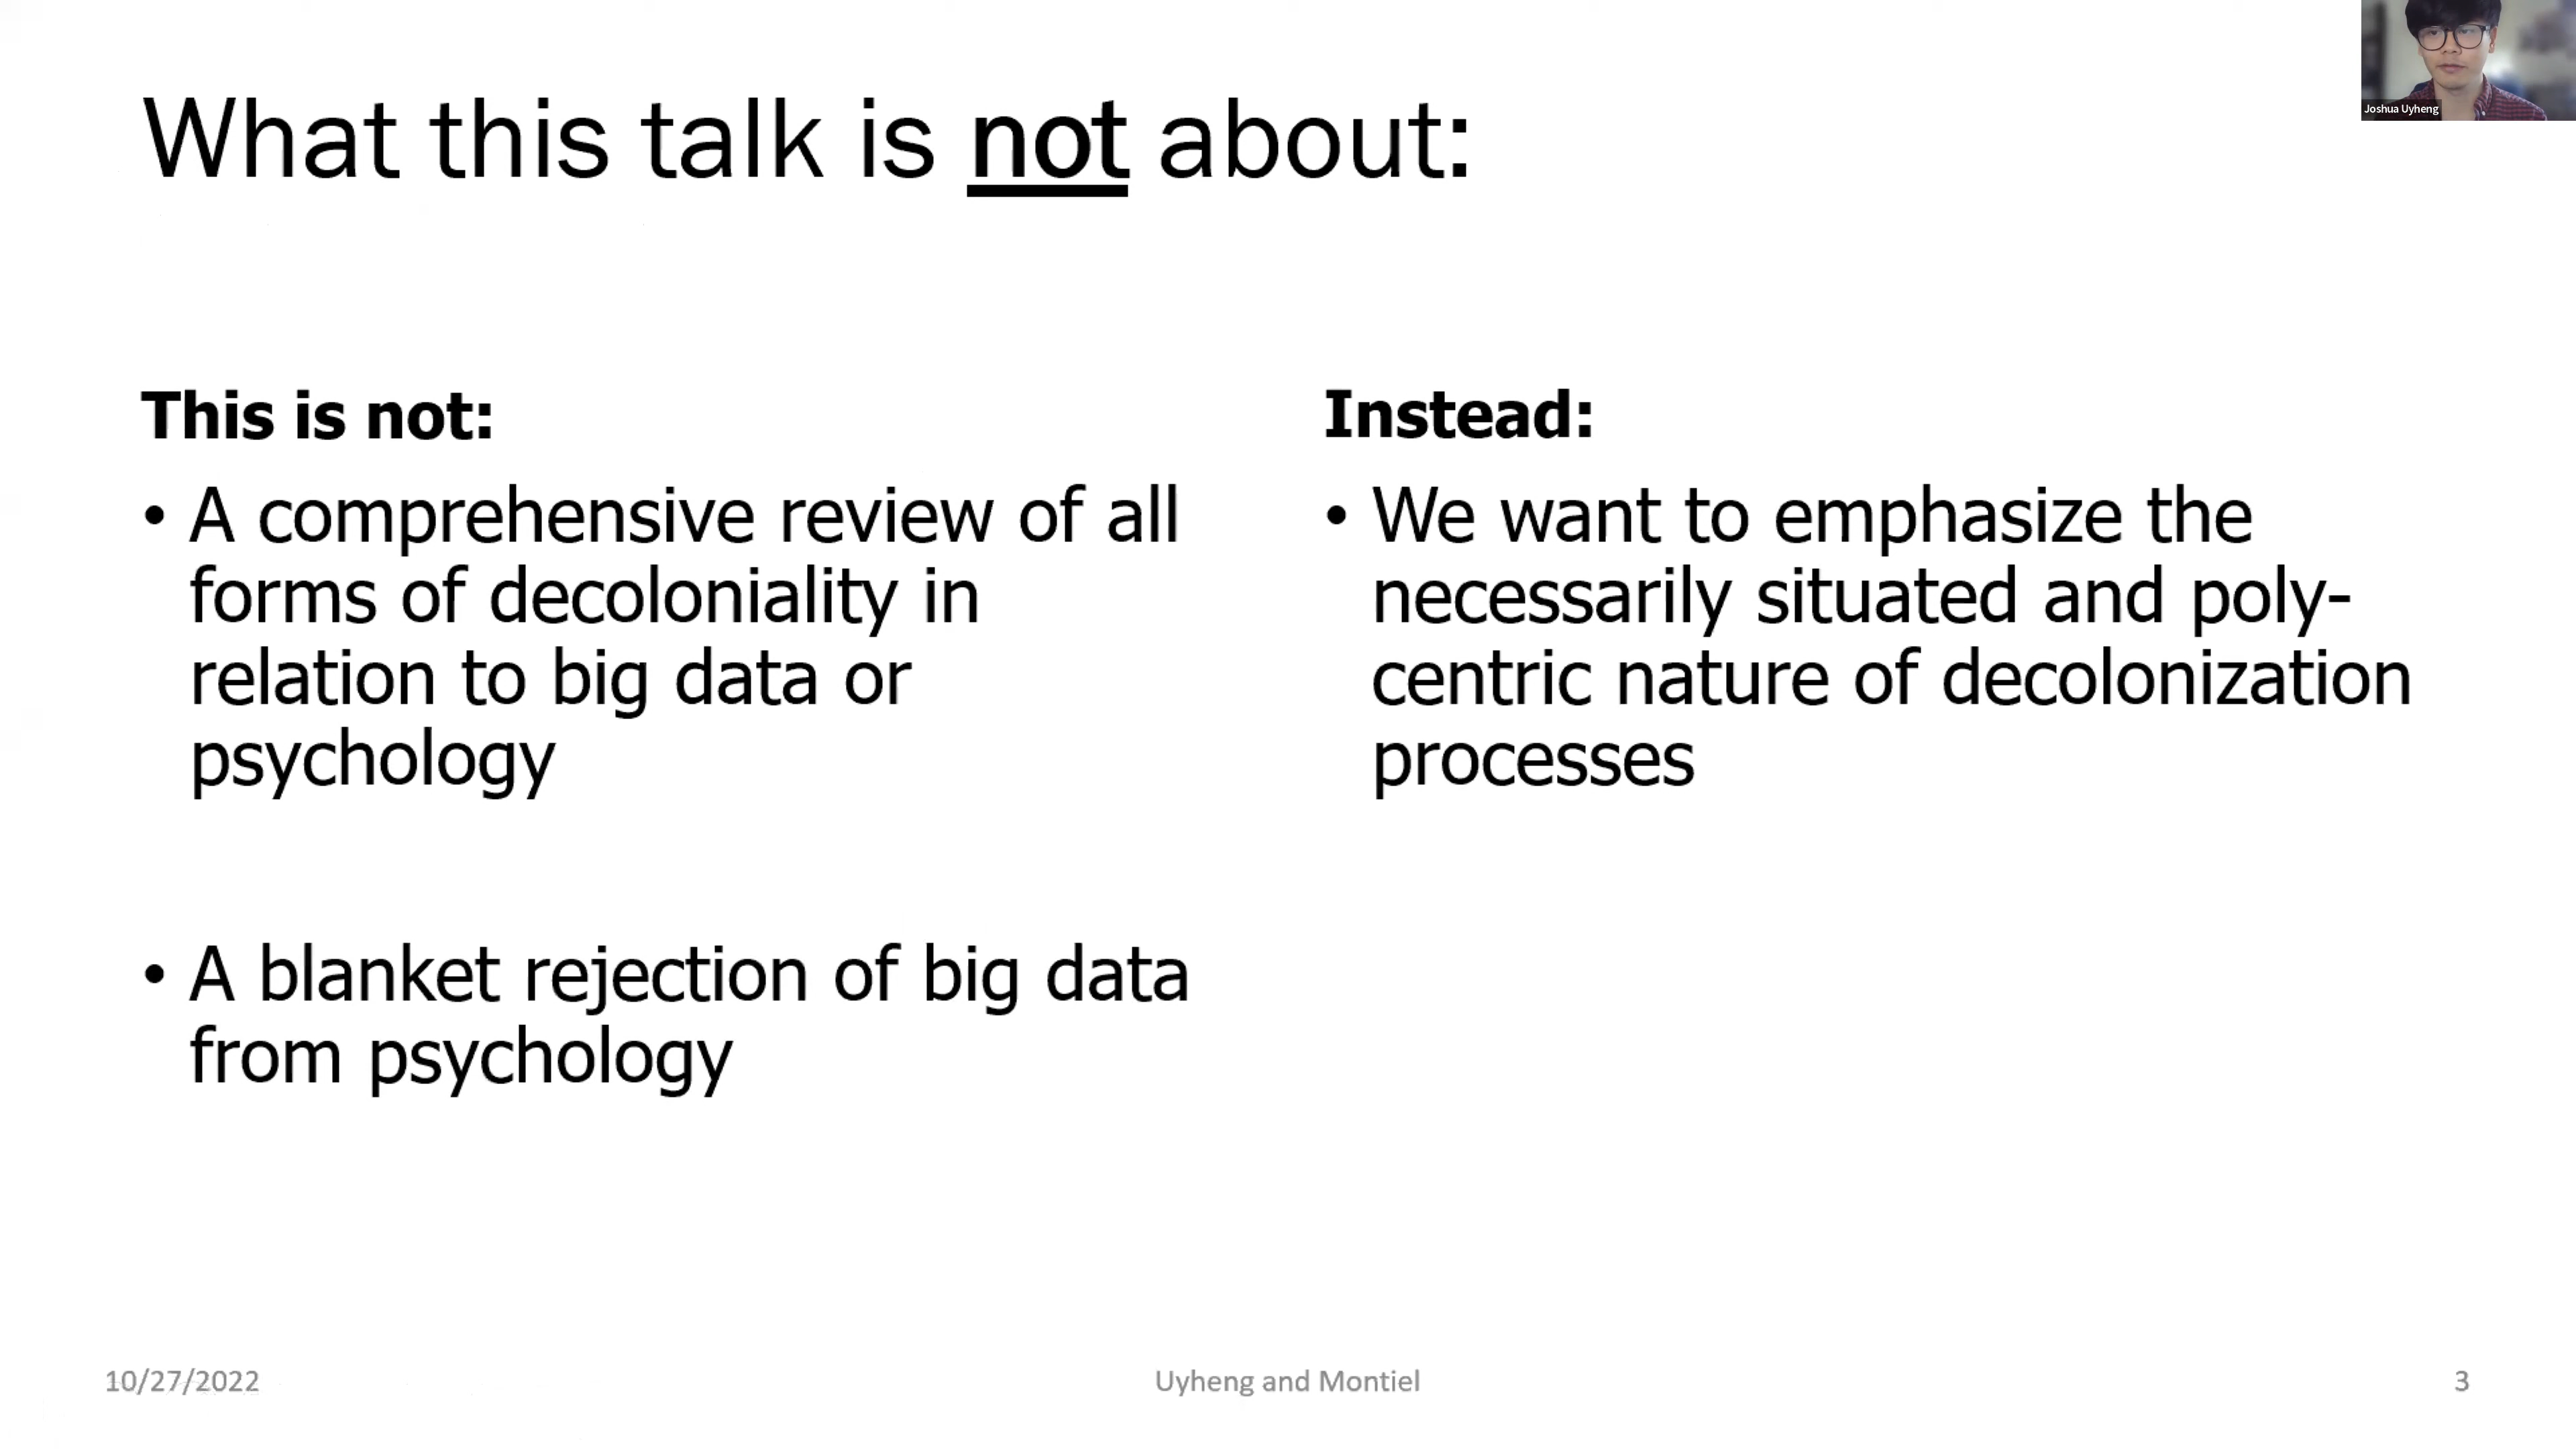 What this talk is not about:
Joshua Uyheng
This is not:
• A comprehensive review of all
forms of decoloniality in
relation to big data or
psychology
• A blanket rejection of big data
from psychology
Instead:
• We want to emphasize the
necessarily situated and poly-
centric nature of decolonization
processes
10/27/2022
Uyheng and Montiel
3